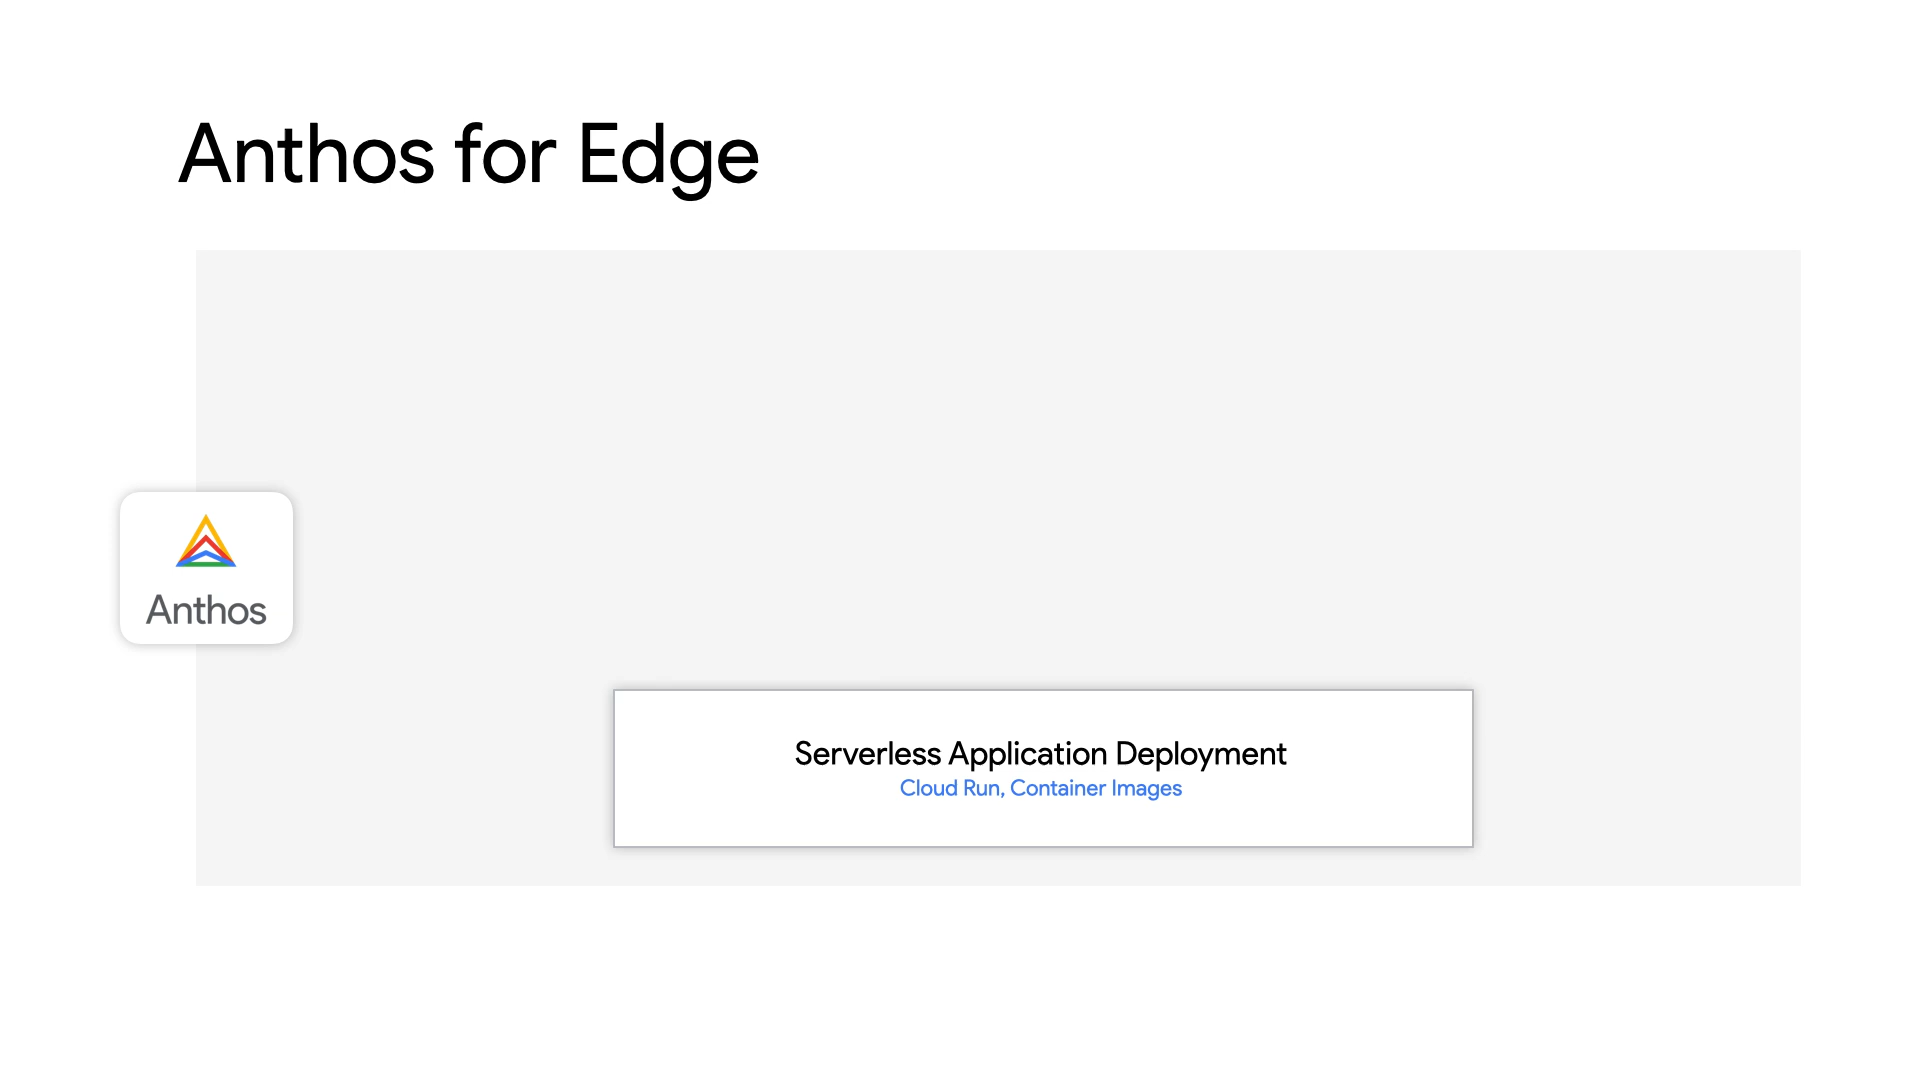 Anthos for Edge
Anthos
Serverless Application Deployment
Cloud Run, Container Images